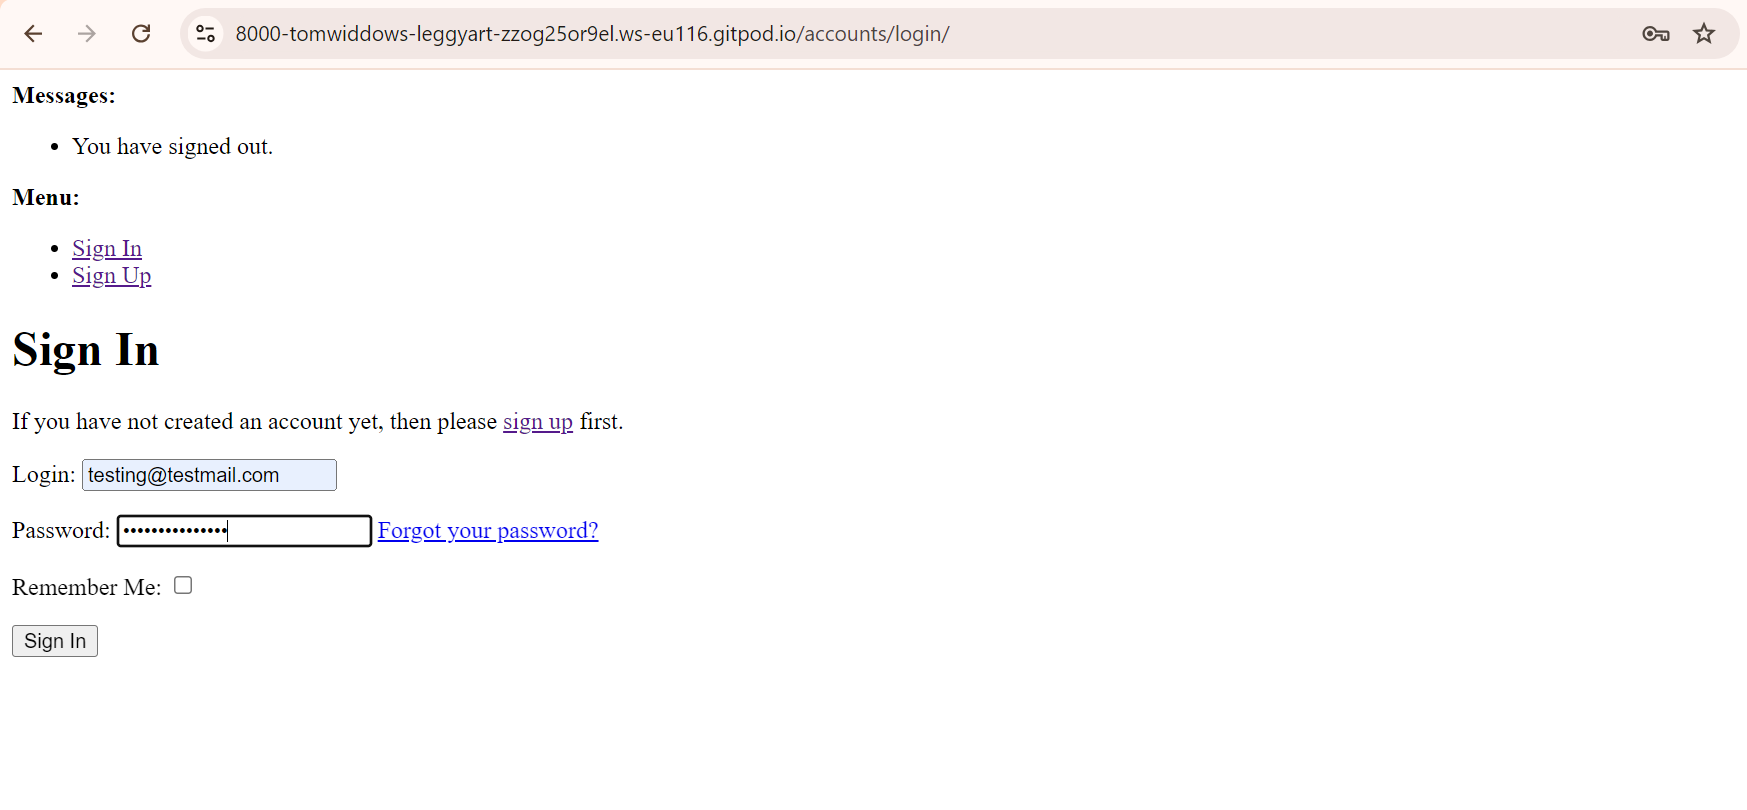 8000-tomwiddows-leggyart-zzog25or9el.ws-eu116.gitpod.io/accounts/login/
Messages:
You have signed out.
Menu:
Sign In
Sign Up
Sign In
If you have not created an account yet, then please sign up first.
Login: testing@testmail.com
Password: ••••••••••••••• Forgot your password?
Remember Me:
Sign In